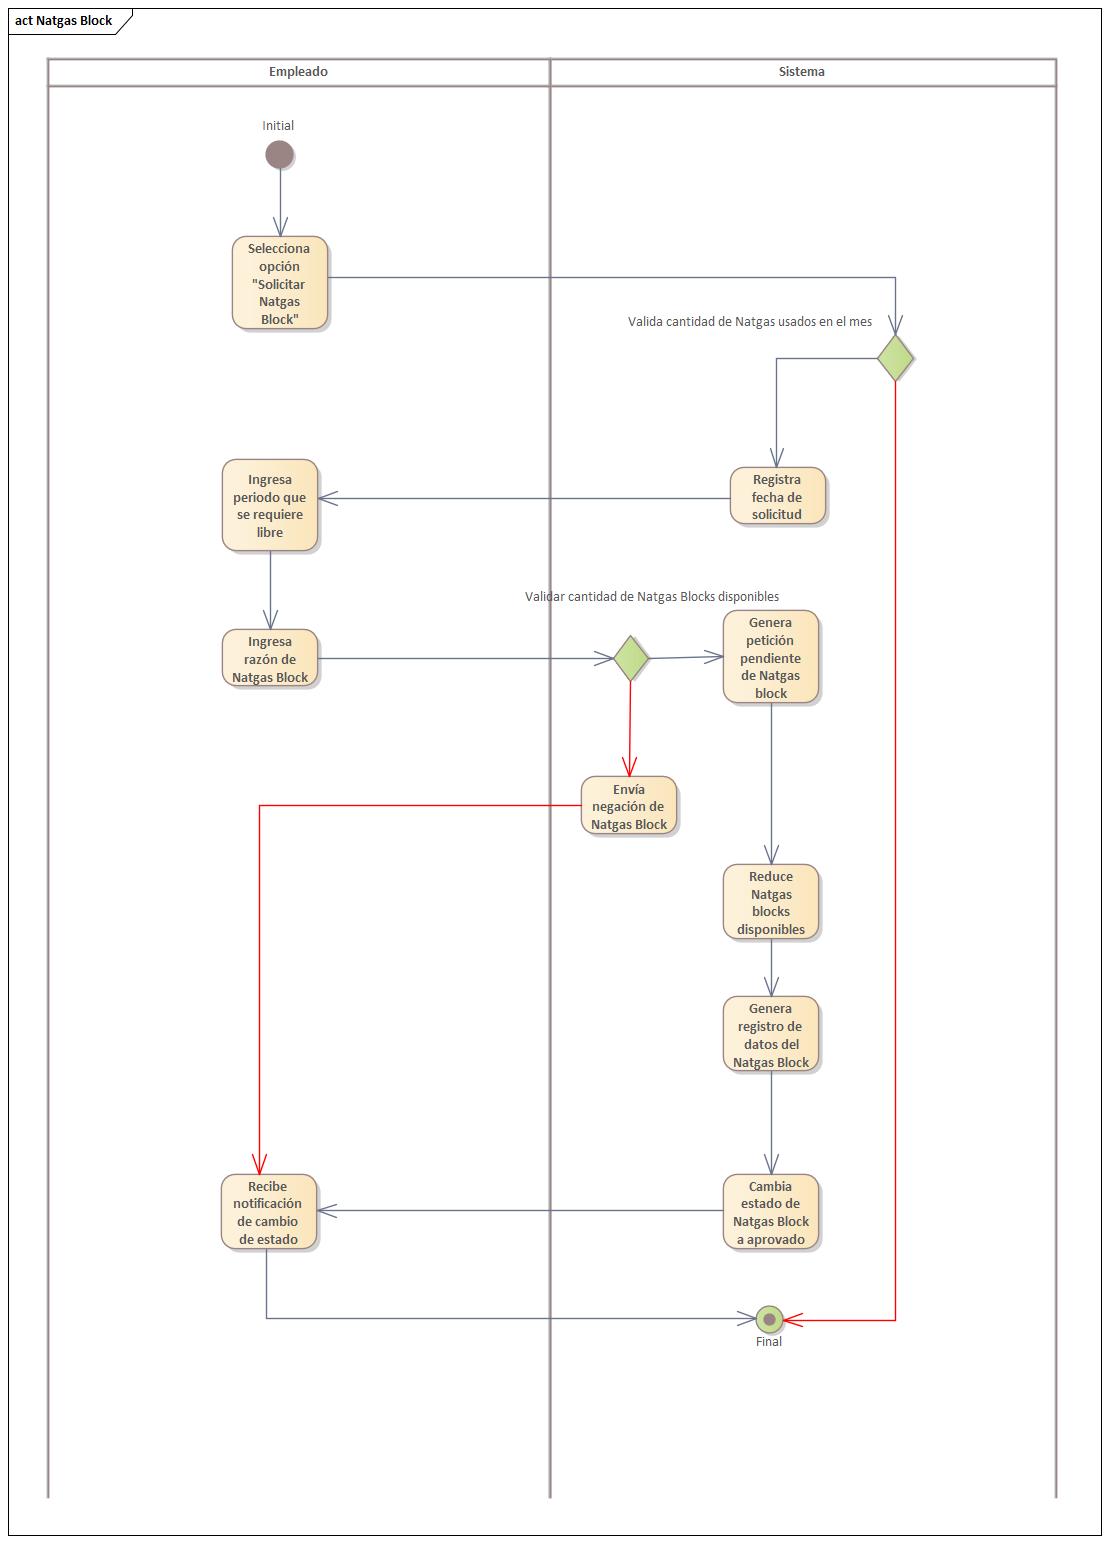 act Natgas Block
Empleado
Sistema
Initial
Selecciona
opción
"Solicitar
Natgas
Block"
Valida cantidad de Natgas usados en el mes
Registra
fecha de
solicitud
Ingresa
periodo que
se requiere
libre
Ingresa
razón de
Natgas Block
Validar cantidad de Natgas Blocks disponibles
Genera
petición
pendiente
de Natgas
block
Envía
negación de
Natgas Block
Reduce
Natgas
blocks
disponibles
Genera
registro de
datos del
Natgas Block
Cambia
estado de
Natgas Block
a aprovado
Recibe
notificación
de cambio
de estado
Final